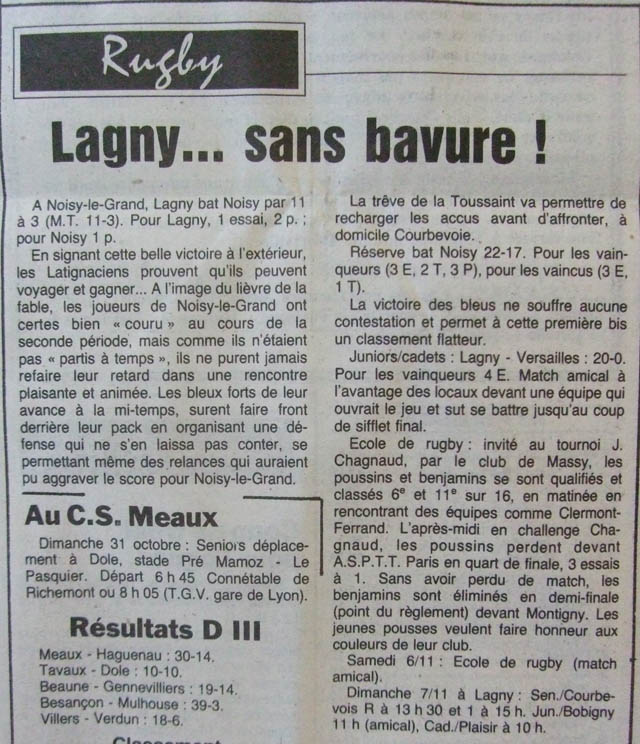 Rugby
Lagny... sans bavure !
A Noisy-le-Grand, Lagny bat Noisy par 11
à 3 (M.T. 11-3). Pour Lagny, 1 essai, 2 p. ;
pour Noisy 1 p.
En signant cette belle victoire à l'extérieur,
les Latignaciens prouvent qu'ils peuvent
voyager et gagner... A l'image du lièvre de la
fable, les joueurs de Noisy-le-Grand ont
certes bien « couru » au cours de la
seconde période, mais comme ils n'étaient
pas « partis à temps », ils ne purent jamais
refaire leur retard dans une rencontre
plaisante et animée. Les bleux forts de leur
avance à la mi-temps, surent faire front
derrière leur pack en organisant une dé-
fense qui ne s'en laissa pas conter, se
permettant même des relances qui auraient
pu aggraver le score pour Noisy-le-Grand.
Au C.S. Meaux
Dimanche 31 octobre : Seniors déplace-
ment à Dole, stade Pré Mamoz - Le
Pasquier. Départ 6 h 45 Connétable de
Richemont ou 8 h 05 (T.G.V. gare de Lyon).
Résultats D III
Meaux - Haguenau : 30-14.
Tavaux - Dole : 10-10.
Beaune - Gennevilliers : 19-14.
Besançon - Mulhouse : 39-3.
Villers - Verdun : 18-6.
Classement
La trêve de la Toussaint va permettre de
recharger les accus avant d'affronter, à
domicile Courbevoie.
Réserve bat Noisy 22-17. Pour les vain-
queurs (3 E, 2 T, 3 P), pour les vaincus (3 E,
1 T).
La victoire des bleus ne souffre aucune
contestation et permet à cette première bis
un classement flatteur.
Juniors/cadets : Lagny - Versailles : 20-0.
Pour les vainqueurs 4 E. Match amical à
l'avantage des locaux devant une équipe qui
ouvrait le jeu et sut se battre jusqu'au coup
de sifflet final.
Ecole de rugby : invité au tournoi J.
Chagnaud, par le club de Massy, les
poussins et benjamins se sont qualifiés et
classés 6e et 11e sur 16, en matinée en
rencontrant des équipes comme Clermont-
Ferrand. L'après-midi en challenge Cha-
gnaud, les poussins perdent devant
A.S.P.T.T. Paris en quart de finale, 3 essais
à 1. Sans avoir perdu de match, les
benjamins sont éliminés en demi-finale
(point du règlement) devant Montigny. Les
jeunes pousses veulent faire honneur aux
couleurs de leur club.
Samedi 6/11 : Ecole de rugby (match
amical).
Dimanche 7/11 à Lagny : Sen./Courbe-
vois R à 13 h 30 et 1 à 15 h. Jun./Bobigny
11 h (amical), Cad./Plaisir à 10 h.